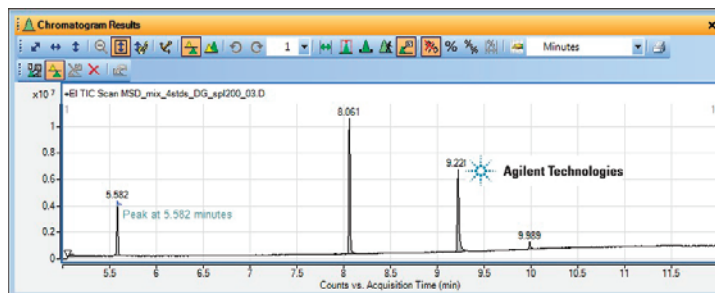 Chromatogram Results
1
Minutes
x10 7
+EI TIC Scan MSD_mix_4stds_DG_spl200_03.D
1
1
1
0.8
0.6
0.4
0.2
0
5.582
Peak at 5.582 minutes
8.061
9.221
Agilent Technologies
9.989
5.5 6 6.5 7 7.5 8 8.5 9 9.5 10 10.5 11 11.5
Counts vs. Acquisition Time (min)